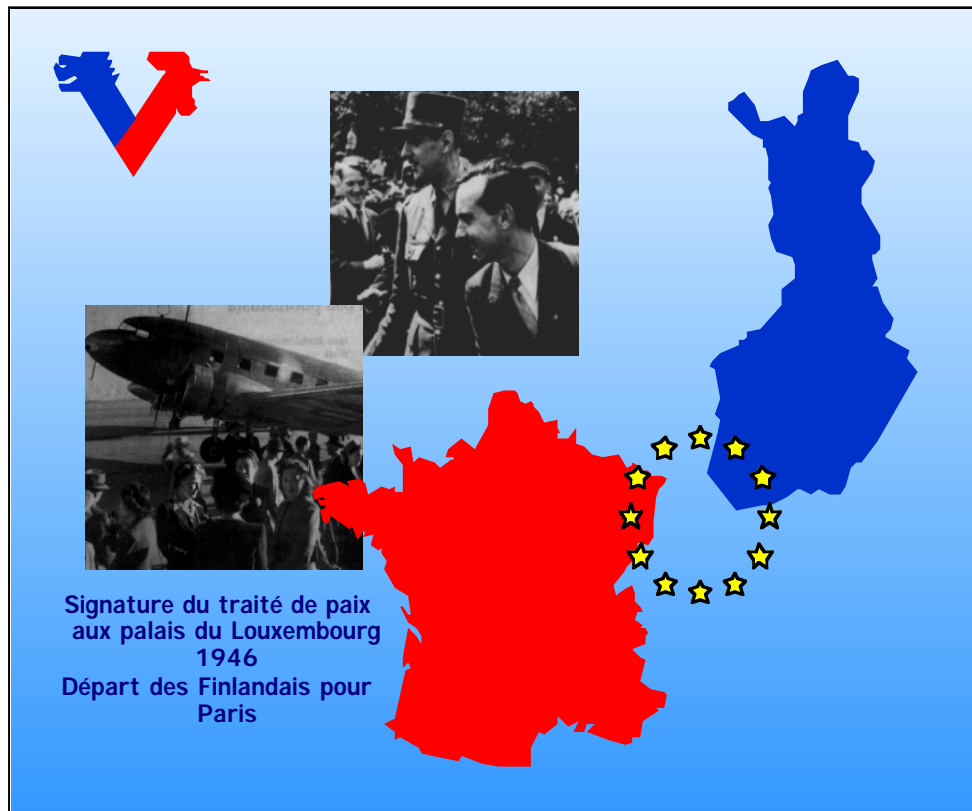 Signature du traité de paix
aux palais du Louxembourg
1946
Départ des Finlandais pour
Paris